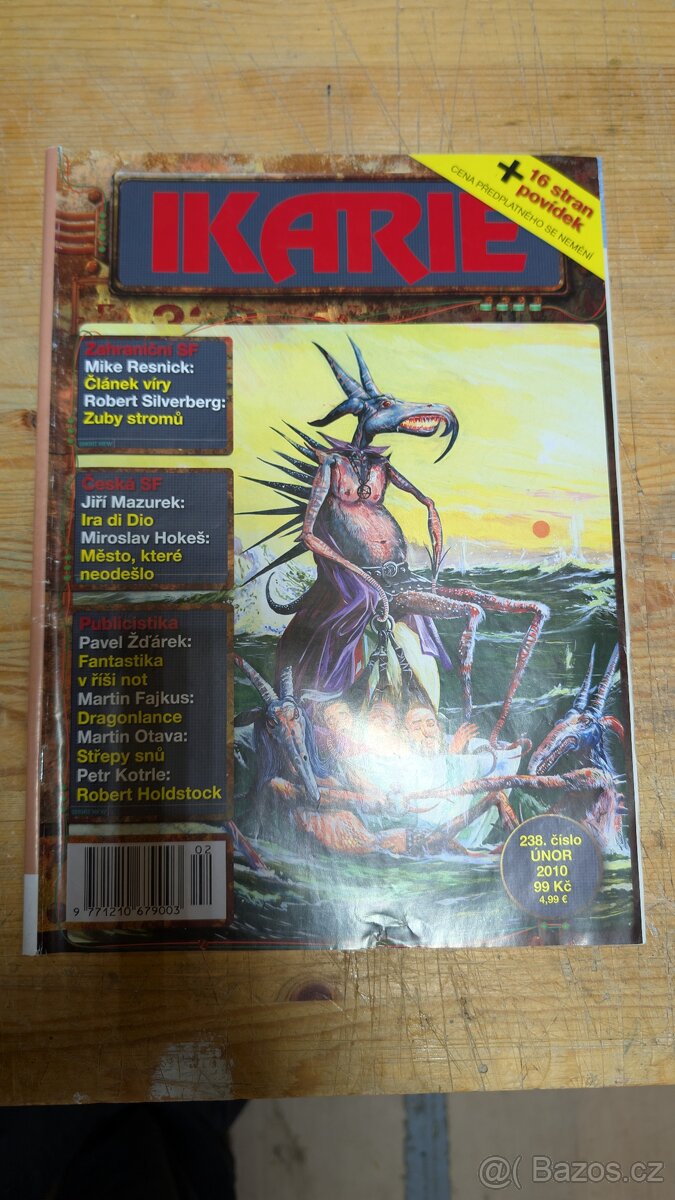 IKARIE
+ 16 stran
povídek
CENA PŘEDPLATNÉHO SE NEMĚNÍ
Zahraniční SF
Mike Resnick:
Článek víry
Robert Silverberg:
Zuby stromů
Česká SF
Jiří Mazurek:
Ira di Dio
Miroslav Hokeš:
Město, které
neodešlo
Publicistika
Pavel Žďárek:
Fantastika
v říši not
Martin Fajkus:
Dragonlance
Martin Otava:
Střepy snů
Petr Kotrle:
Robert Holdstock
02
9 771210 679003
238. číslo
ÚNOR
2010
99 Kč
4,99 €
Bazos.cz